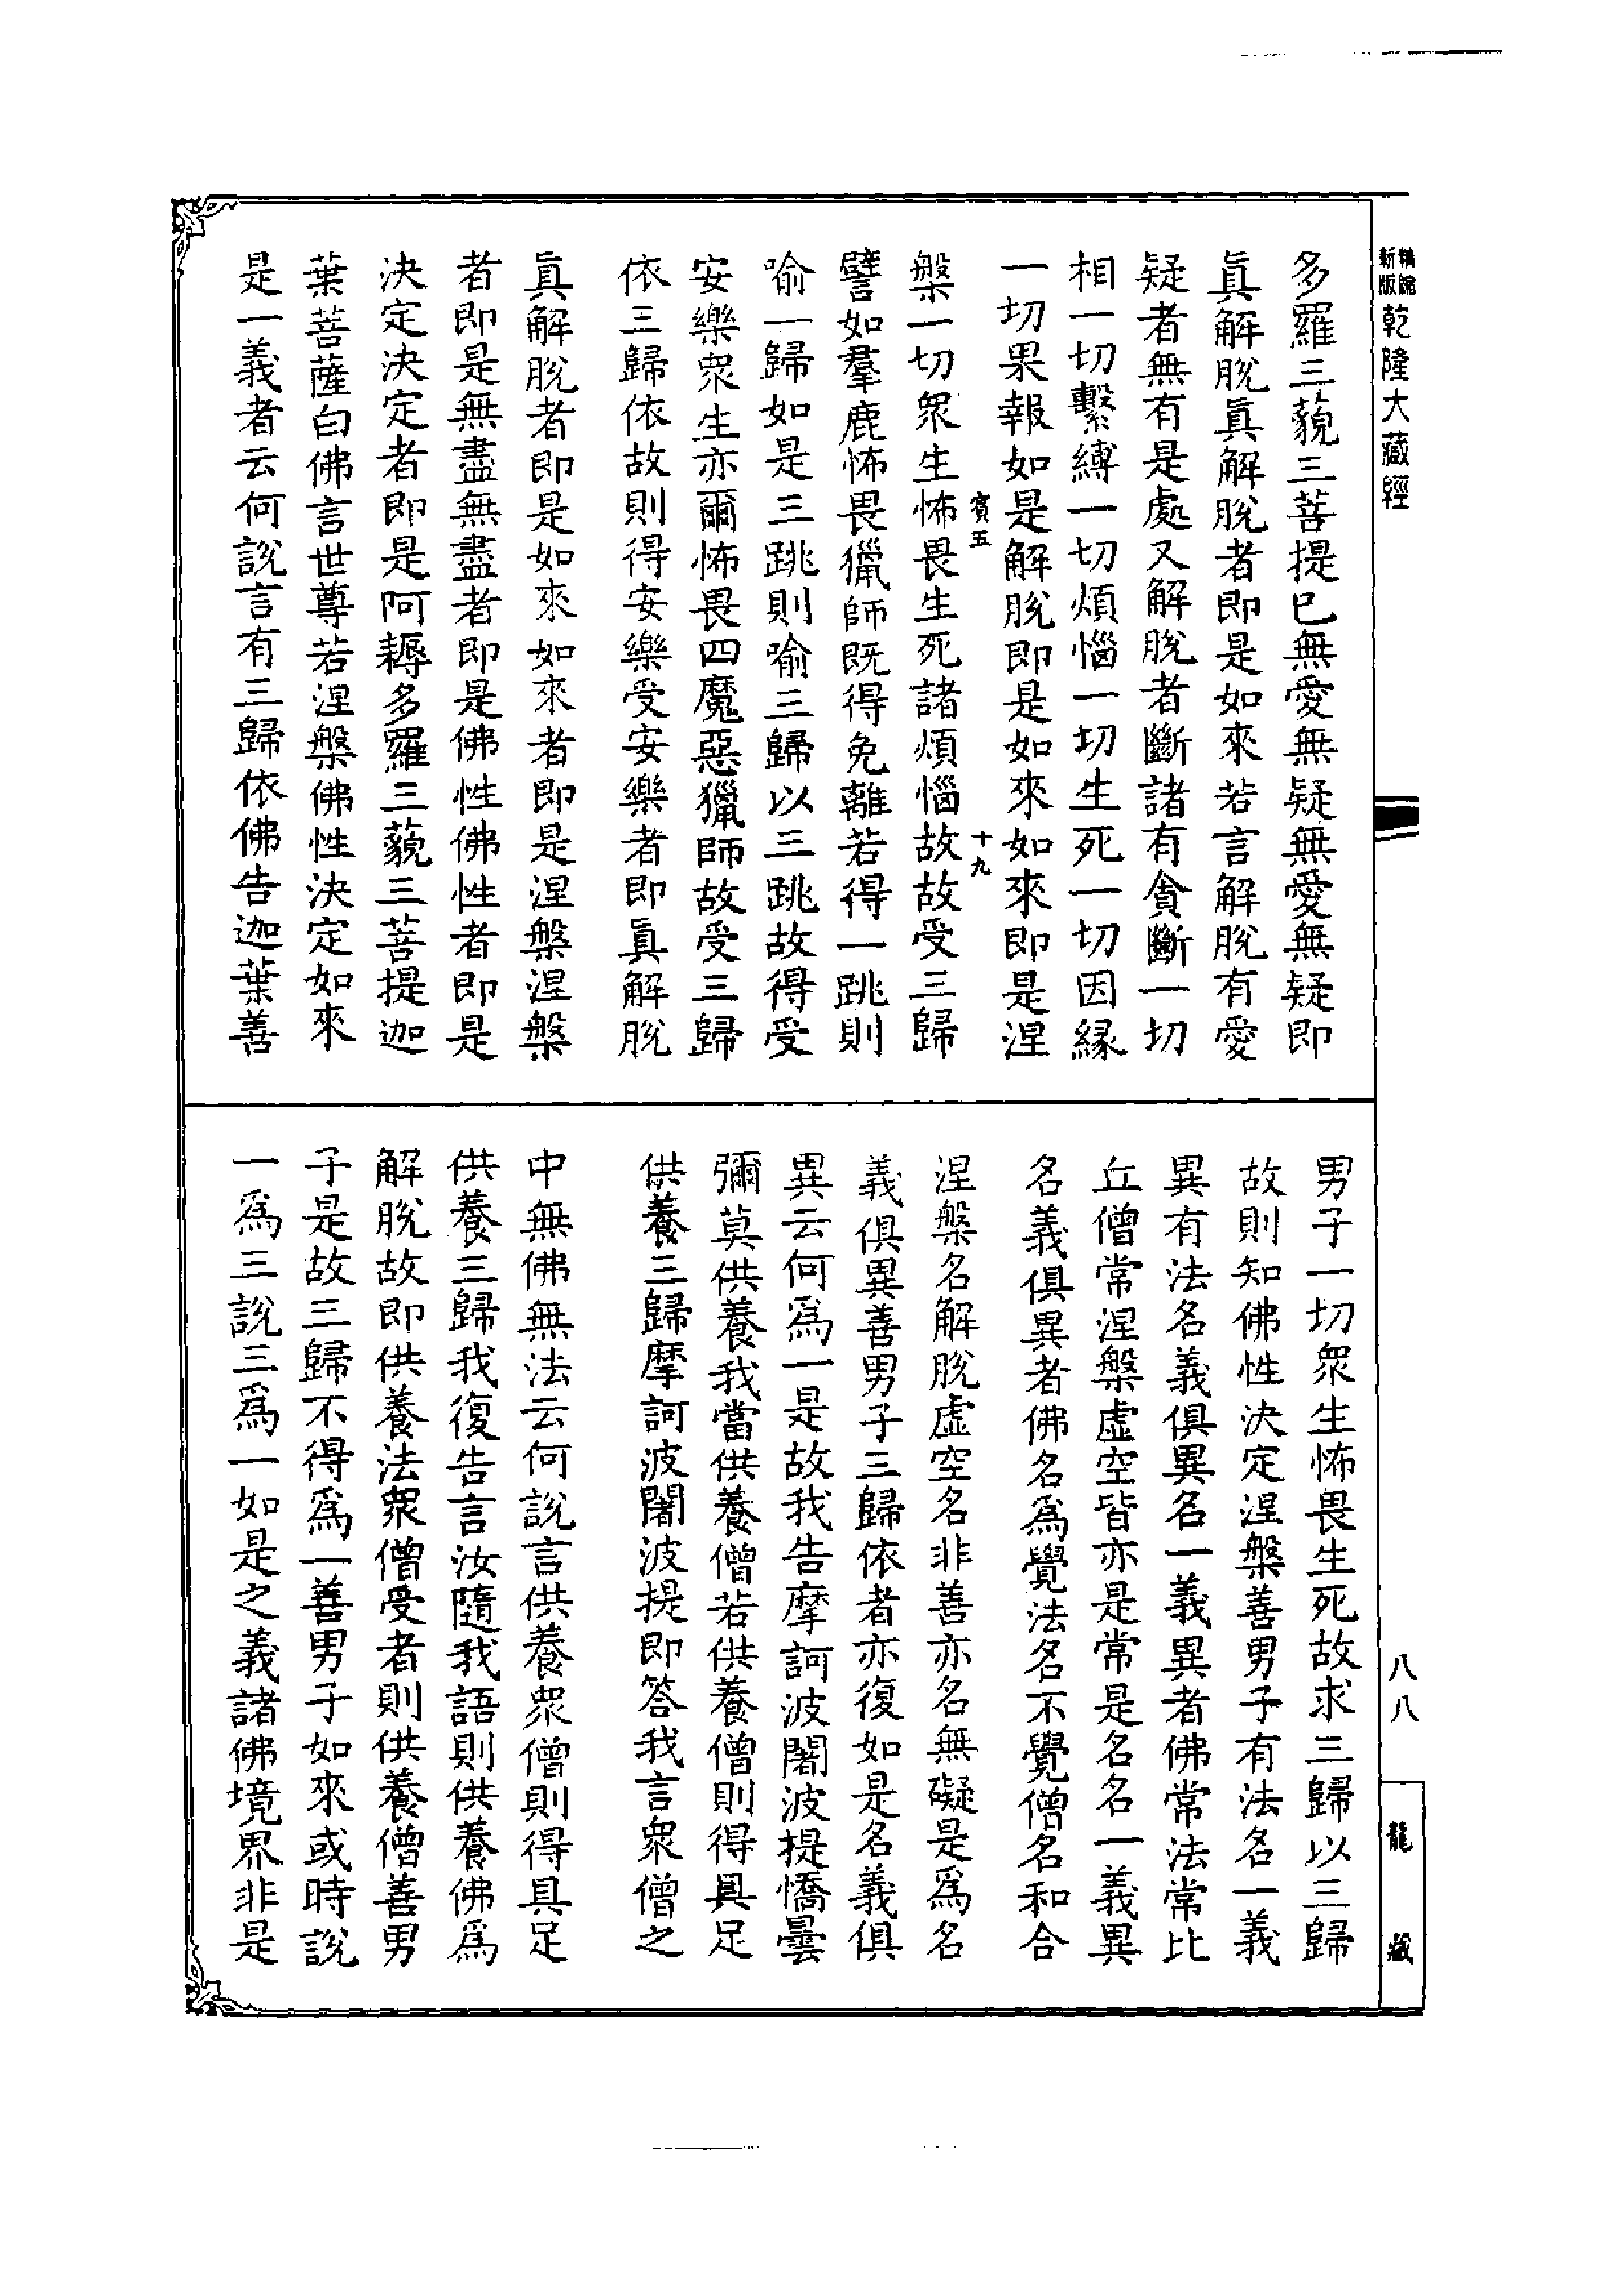 新版
乾隆大藏經
多羅三藐三菩提已無愛無疑無愛無疑即
眞解脫眞解脫者即是如來若言解脫有愛
疑者無有是處又解脫者斷諸有貪斷一切
相一切繫縛一切煩惱一切生死一切因緣
一切果報如是解脫即是如來如來即是涅
賓五
十九
槃一切衆生怖畏生死諸煩惱故故受三歸
譬如羣鹿怖畏獵師旣得免離若得一跳則
喻一歸如是三跳則喻三歸以三跳故得受
安樂衆生亦爾怖畏四魔惡獵師故受三歸
依三歸依故則得安樂受安樂者即眞解脫
眞解脫者即是如來如來者即是涅槃涅槃
者即是無盡無盡者即是佛性佛性者即是
決定決定者即是阿耨多羅三藐三菩提迦
葉菩薩白佛言世尊若涅槃佛性決定如來
是一義者云何說言有三歸依佛告迦葉善
男子一切衆生怖畏生死故求三歸以三歸
故則知佛性決定涅槃善男子有法名一義
異有法名義俱異名一義異者佛常法常比
丘僧常涅槃虛空皆亦是常是名名一義異
名義俱異者佛名爲覺法名不覺僧名和合
涅槃名解脫虛空名非善亦名無礙是爲名
義俱異善男子三歸依者亦復如是名義俱
異云何爲一是故我告摩訶波闍波提憍曇
彌莫供養我當供養僧若供養僧則得具足
供養三歸摩訶波闍波提即答我言衆僧之
中無佛無法云何說言供養衆僧則得具足
供養三歸我復告言汝隨我語則供養佛爲
解脫故即供養法衆僧受者則供養僧善男
子是故三歸不得爲一善男子如來或時說
一爲三說三爲一如是之義諸佛境界非是
八八
龍藏